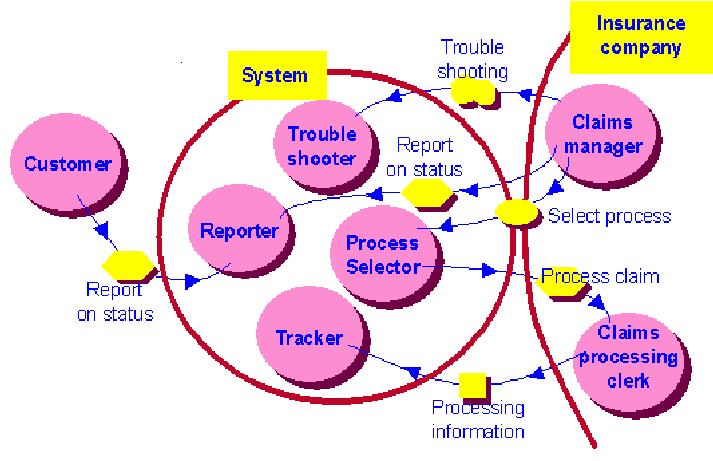 Insurance
company
Trouble
shooting
System
Claims
manager
Trouble
shooter
Report
on status
Customer
Select process
Reporter
Process
Selector
Process claim
Report
on status
Tracker
Claims
processing
clerk
Processing
information